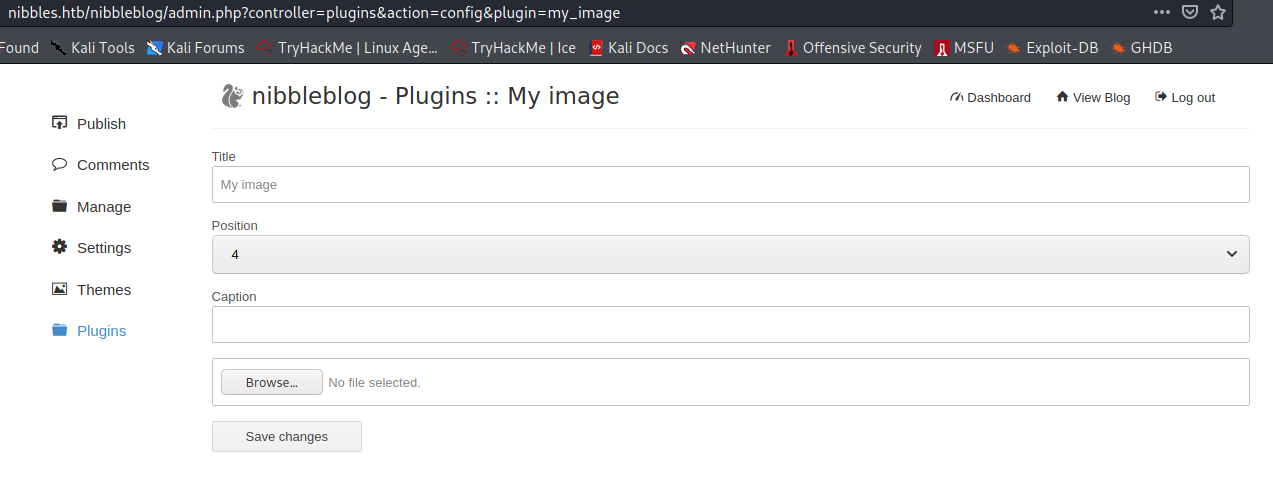 nibbles.htb/nibbleblog/admin.php?controller=plugins&action=config&plugin=my_image
Found Kali Tools Kali Forums TryHackMe | Linux Age... TryHackMe | Ice Kali Docs NetHunter Offensive Security MSFU Exploit-DB GHDB
nibbleblog - Plugins :: My image Dashboard View Blog Log out
Publish
Comments
Manage
Settings
Themes
Plugins
Title
My image
Position
4
Caption
Browse... No file selected.
Save changes